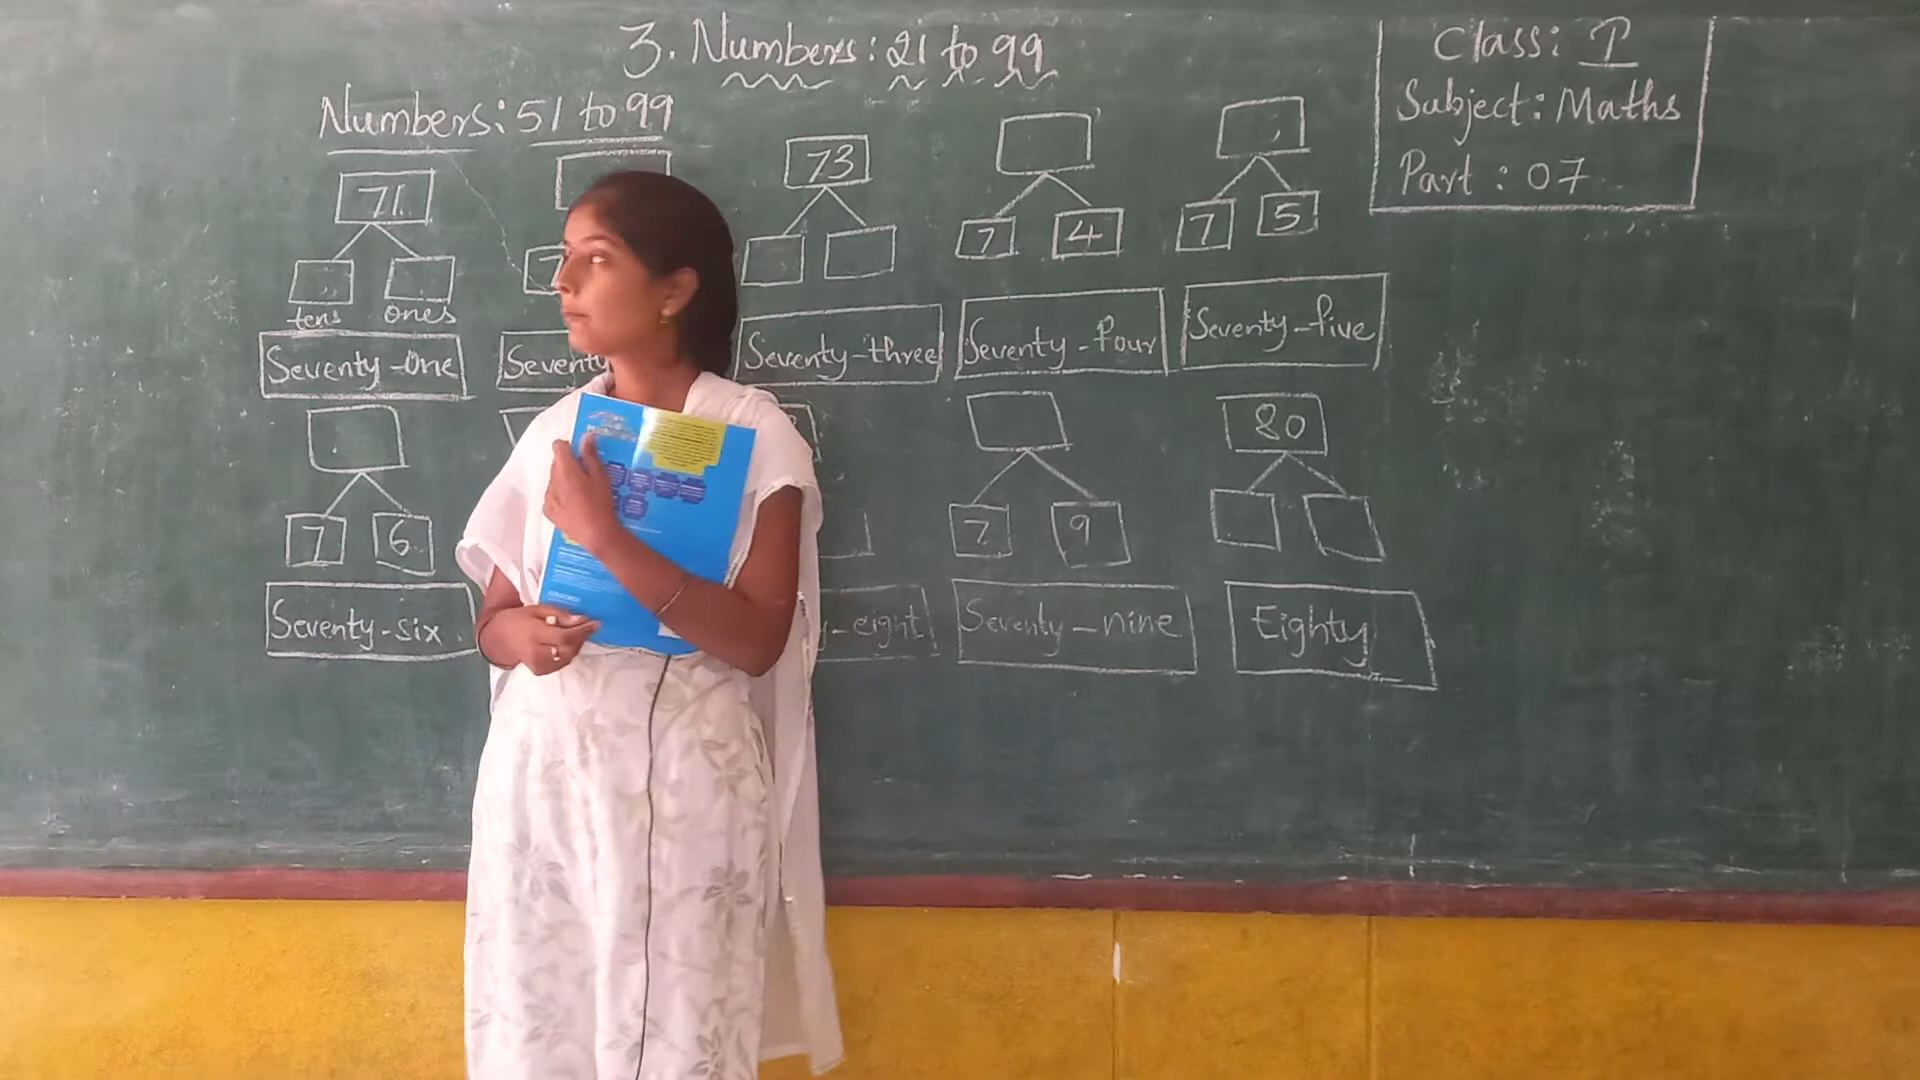 3. Numbers: 21 to 99
Class: I
Subject: Maths
Part: 07
Numbers: 51 to 99
71
73
7 4
7 5
tens ones
Seventy-one
Seventy
Seventy-three
Seventy-four
Seventy-five
80
7 6
7 9
Seventy-six
y-eight
Seventy-nine
Eighty